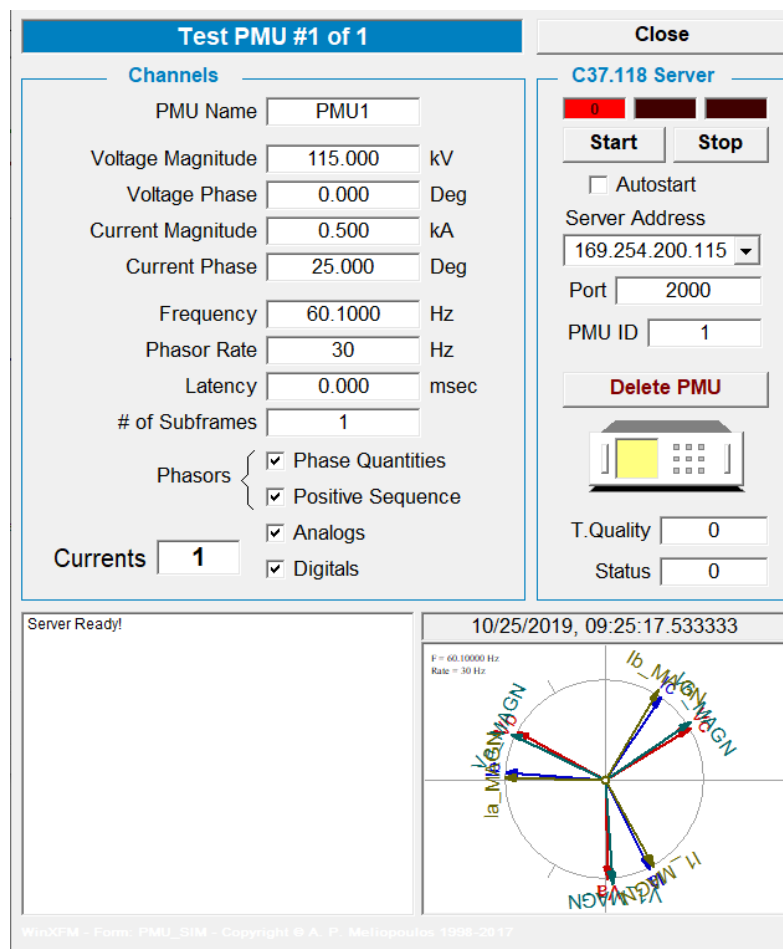 Test PMU #1 of 1
Close
Channels
PMU Name PMU1
Voltage Magnitude 115.000 kV
Voltage Phase 0.000 Deg
Current Magnitude 0.500 kA
Current Phase 25.000 Deg
Frequency 60.1000 Hz
Phasor Rate 30 Hz
Latency 0.000 msec
# of Subframes 1
Phasors
Phase Quantities
Positive Sequence
Analogs
Digitals
Currents 1
C37.118 Server
0
Start Stop
Autostart
Server Address
169.254.200.115
Port 2000
PMU ID 1
Delete PMU
T.Quality 0
Status 0
Server Ready!
10/25/2019, 09:25:17.533333
F = 60.10000 Hz
Rate = 30 Hz
Ib_MAGN
Vc
I1_MAGN
WinXFM - Form: PMU_SIM - Copyright © A. P. Meliopoulos 1998-2017